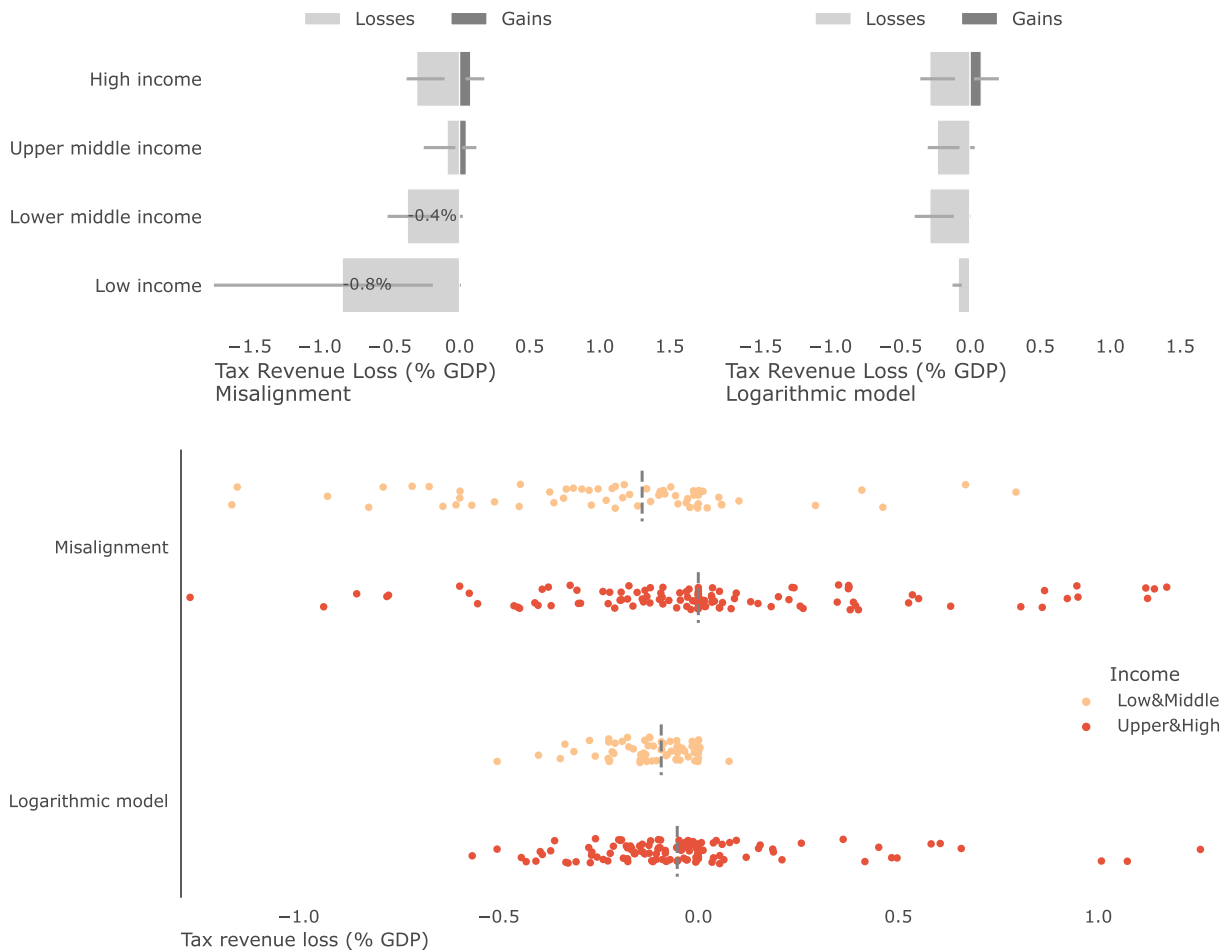 Losses Gains Losses Gains
High income
Upper middle income
Lower middle income -0.4%
Low income -0.8%
−1.5 −1.0 −0.5 0.0 0.5 1.0 1.5 −1.5 −1.0 −0.5 0.0 0.5 1.0 1.5
Tax Revenue Loss (% GDP) Tax Revenue Loss (% GDP)
Misalignment Logarithmic model
Misalignment
Income
Low&Middle
Upper&High
Logarithmic model
−1.0 −0.5 0.0 0.5 1.0
Tax revenue loss (% GDP)